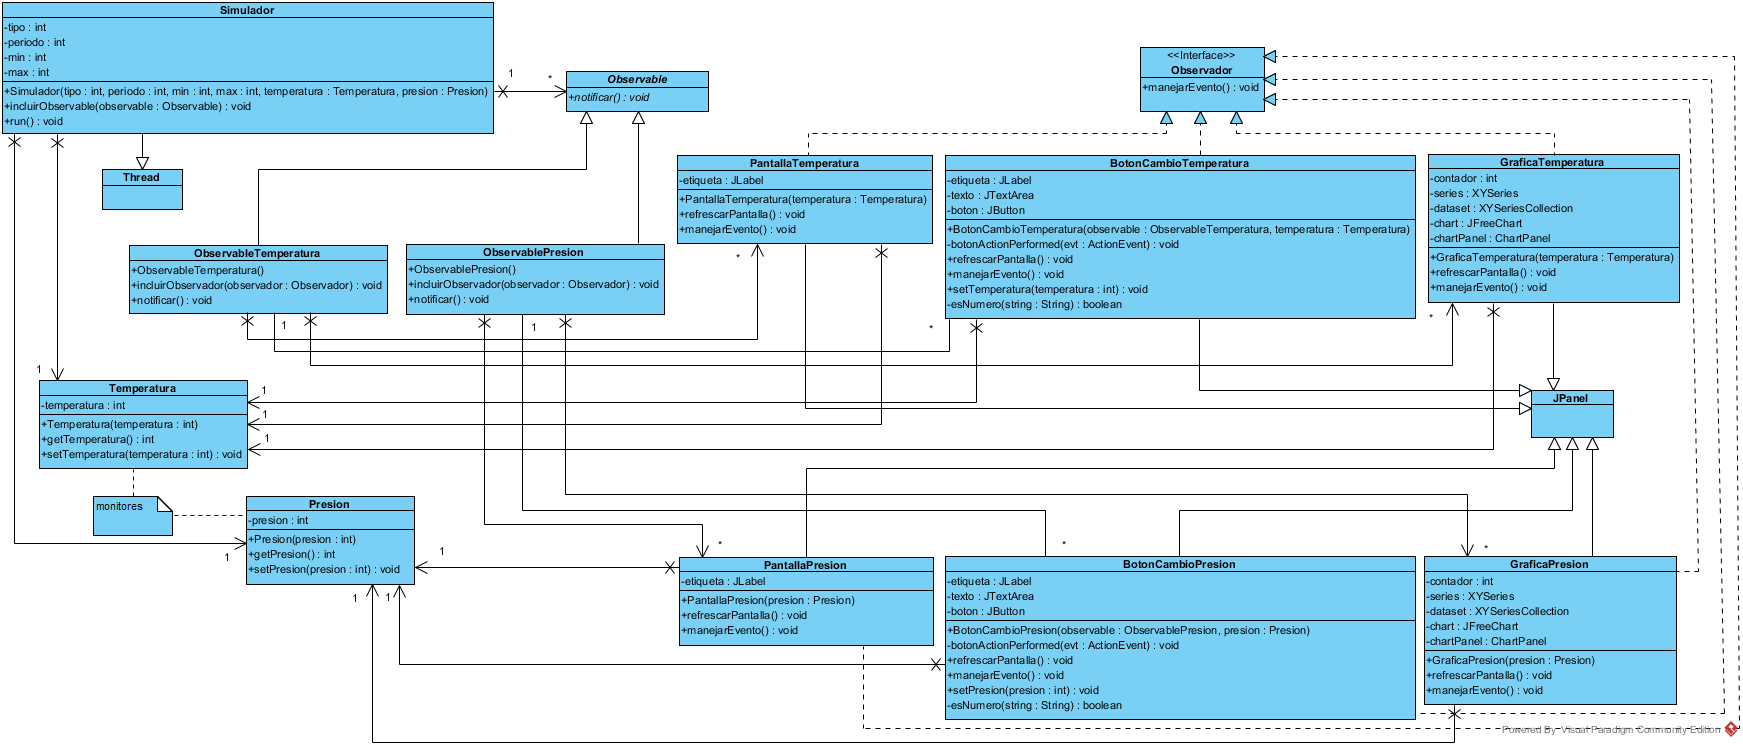 Simulador
-tipo : int
-periodo : int
-min : int
-max : int
+Simulador(tipo : int, periodo : int, min : int, max : int, temperatura : Temperatura, presion : Presion)
+incluirObservable(observable : Observable) : void
+run() : void
1
*
Observable
+notificar() : void
<<Interface>>
Observador
+manejarEvento() : void
Thread
PantallaTemperatura
-etiqueta : JLabel
+PantallaTemperatura(temperatura : Temperatura)
+refrescarPantalla() : void
+manejarEvento() : void
*
BotonCambioTemperatura
-etiqueta : JLabel
-texto : JTextArea
-boton : JButton
+BotonCambioTemperatura(observable : ObservableTemperatura, temperatura : Temperatura)
-botonActionPerformed(evt : ActionEvent) : void
+refrescarPantalla() : void
+manejarEvento() : void
+setTemperatura(temperatura : int) : void
-esNumero(string : String) : boolean
*
GraficaTemperatura
-contador : int
-series : XYSeries
-dataset : XYSeriesCollection
-chart : JFreeChart
-chartPanel : ChartPanel
+GraficaTemperatura(temperatura : Temperatura)
+refrescarPantalla() : void
+manejarEvento() : void
*
ObservableTemperatura
+ObservableTemperatura()
+incluirObservador(observador : Observador) : void
+notificar() : void
1
ObservablePresion
+ObservablePresion()
+incluirObservador(observador : Observador) : void
+notificar() : void
1
1
Temperatura
-temperatura : int
+Temperatura(temperatura : int)
+getTemperatura() : int
+setTemperatura(temperatura : int) : void
1
1
1
JPanel
monitores
Presion
-presion : int
+Presion(presion : int)
+getPresion() : int
+setPresion(presion : int) : void
1
1
1
1
*
PantallaPresion
-etiqueta : JLabel
+PantallaPresion(presion : Presion)
+refrescarPantalla() : void
+manejarEvento() : void
*
BotonCambioPresion
-etiqueta : JLabel
-texto : JTextArea
-boton : JButton
+BotonCambioPresion(observable : ObservablePresion, presion : Presion)
-botonActionPerformed(evt : ActionEvent) : void
+refrescarPantalla() : void
+manejarEvento() : void
+setPresion(presion : int) : void
-esNumero(string : String) : boolean
*
GraficaPresion
-contador : int
-series : XYSeries
-dataset : XYSeriesCollection
-chart : JFreeChart
-chartPanel : ChartPanel
+GraficaPresion(presion : Presion)
+refrescarPantalla() : void
+manejarEvento() : void
Powered By Visual Paradigm Community Edition